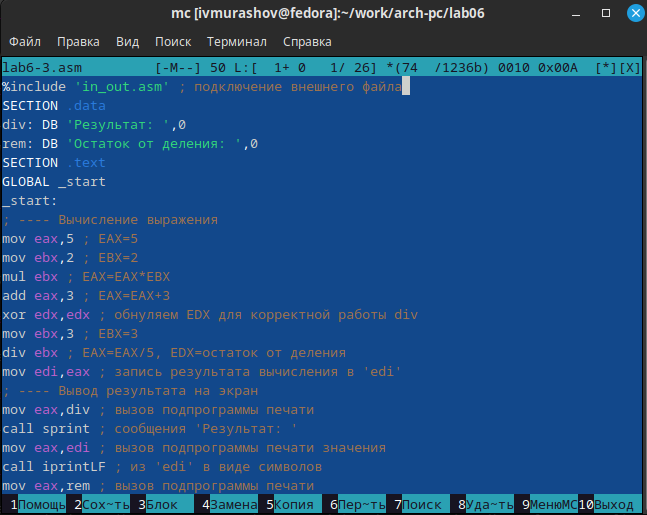 mc [ivmurashov@fedora]:~/work/arch-pc/lab06
Файл Правка Вид Поиск Терминал Справка
lab6-3.asm [-M--] 50 L:[ 1+ 0 1/ 26] *(74 /1236b) 0010 0x00A [*][X]
%include 'in_out.asm' ; подключение внешнего файла
SECTION .data
div: DB 'Результат: ',0
rem: DB 'Остаток от деления: ',0
SECTION .text
GLOBAL _start
_start:
; ---- Вычисление выражения
mov eax,5 ; EAX=5
mov ebx,2 ; EBX=2
mul ebx ; EAX=EAX*EBX
add eax,3 ; EAX=EAX+3
xor edx,edx ; обнуляем EDX для корректной работы div
mov ebx,3 ; EBX=3
div ebx ; EAX=EAX/5, EDX=остаток от деления
mov edi,eax ; запись результата вычисления в 'edi'
; ---- Вывод результата на экран
mov eax,div ; вызов подпрограммы печати
call sprint ; сообщения 'Результат: '
mov eax,edi ; вызов подпрограммы печати значения
call iprintLF ; из 'edi' в виде символов
mov eax,rem ; вызов подпрограммы печати
1Помощь 2Сох~ть 3Блок 4Замена 5Копия 6Пер~ть 7Поиск 8Уда~ть 9МенюMC 10Выход